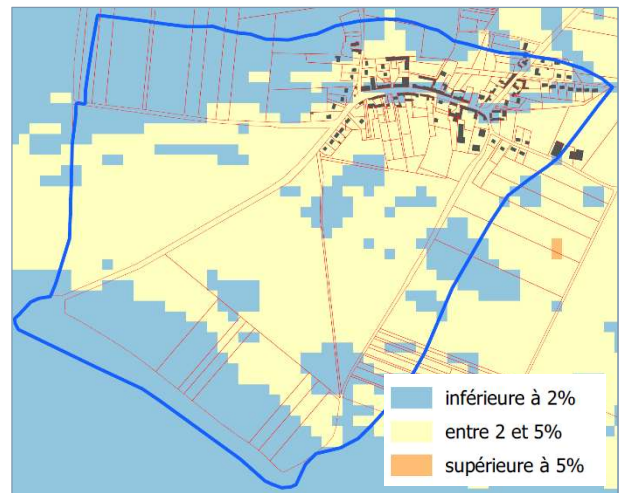 inférieure à 2%
entre 2 et 5%
supérieure à 5%